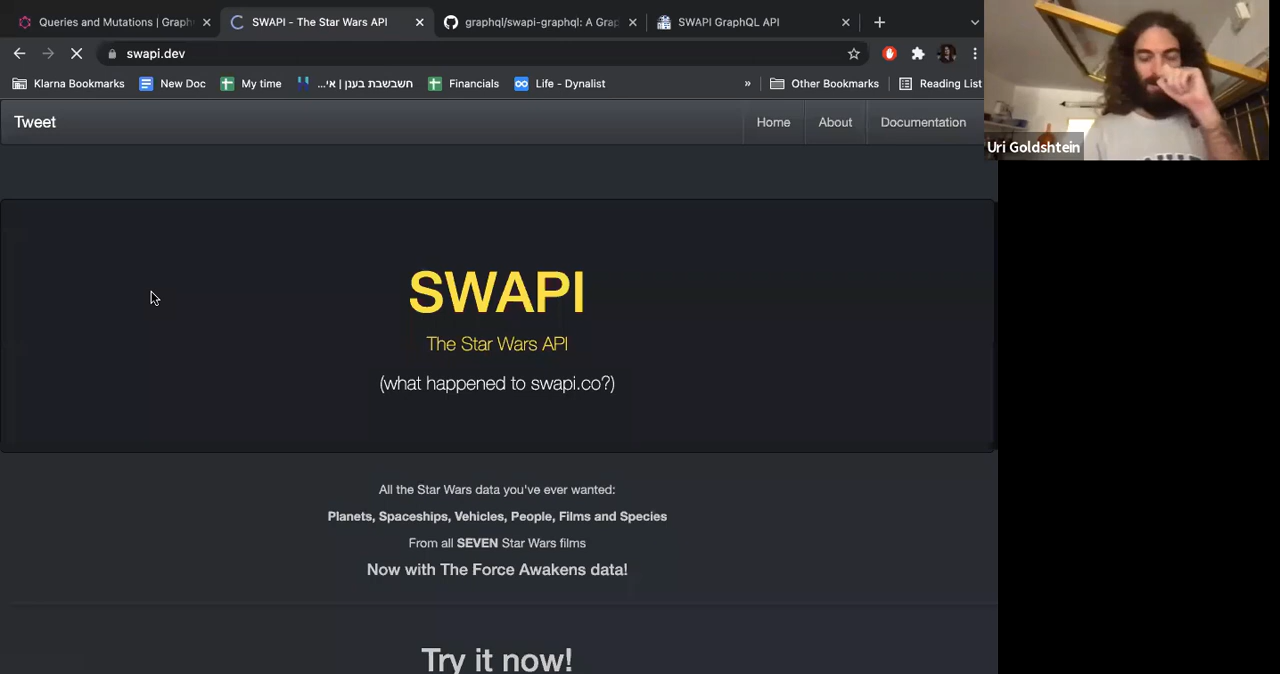 Queries and Mutations | Graph
SWAPI - The Star Wars API
graphql/swapi-graphql: A Grap
SWAPI GraphQL API
swapi.dev
Klarna Bookmarks
New Doc
My time
חשבשבת בענן | אי...
Financials
Life - Dynalist
»
Other Bookmarks
Reading List
Tweet
Home
About
Documentation
Uri Goldshtein
SWAPI
The Star Wars API
(what happened to swapi.co?)
All the Star Wars data you've ever wanted:
Planets, Spaceships, Vehicles, People, Films and Species
From all SEVEN Star Wars films
Now with The Force Awakens data!
Try it now!